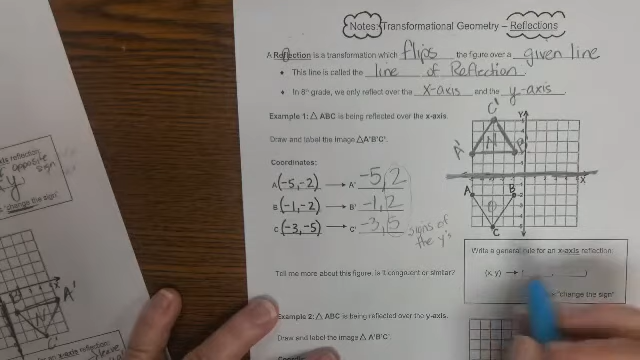 Notes: Transformational Geometry – Reflections
A Reflection is a transformation which flips the figure over a given line
This line is called the line of Reflection.
In 8th grade, we only reflect over the x-axis and the y-axis.
Example 1: △ ABC is being reflected over the x-axis.
Draw and label the image △A'B'C'.
Coordinates:
A(-5,-2) → A' -5,2
B(-1,-2) → B' -1,2
C(-3,-5) → C' -3,5
signs of
the y's
Tell me more about this figure, is it congruent or similar?
C'
Y
A'
B'
X
A
B
C
Write a general rule for an x-axis reflection:
(x, y) → (
"change the sign"
Example 2: △ ABC is being reflected over the y-axis.
Draw and label the image △A'B'C'.
opposite
sign
A'
C'